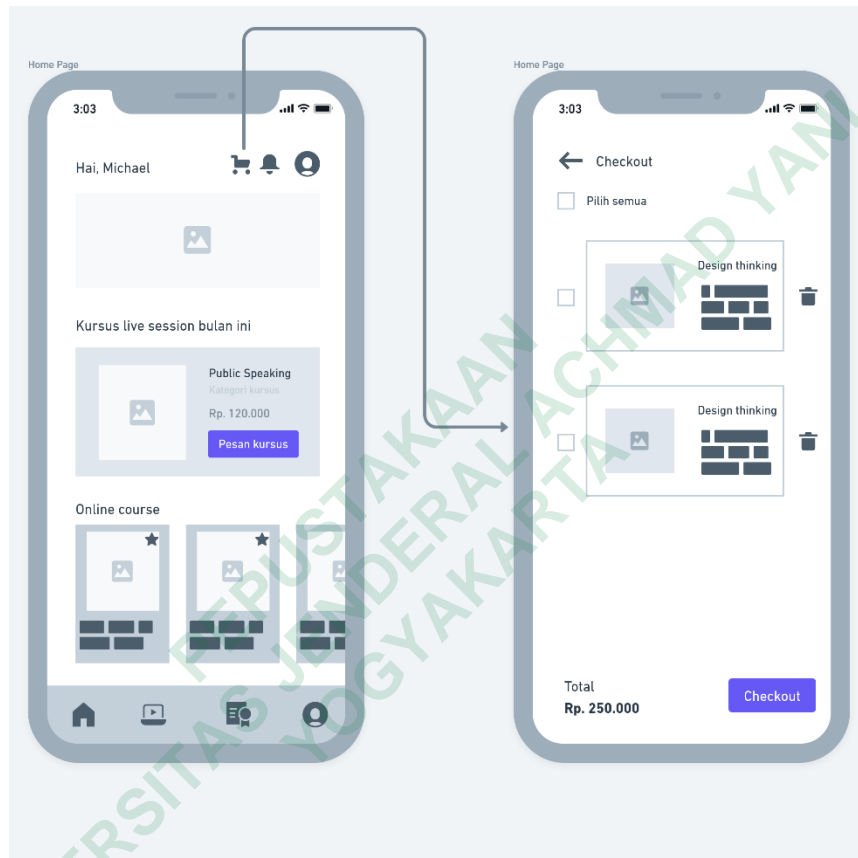 Home Page
3:03
Hai, Michael
Kursus live session bulan ini
Public Speaking
Kategori kursus
Rp. 120.000
Pesan kursus
Online course
Home Page
3:03
Checkout
Pilih semua
Design thinking
Design thinking
Total
Rp. 250.000
Checkout
PEPUSTAKAAN
ERSITAS JENDERAL ACHMAD YANI
YOGYAKARTA